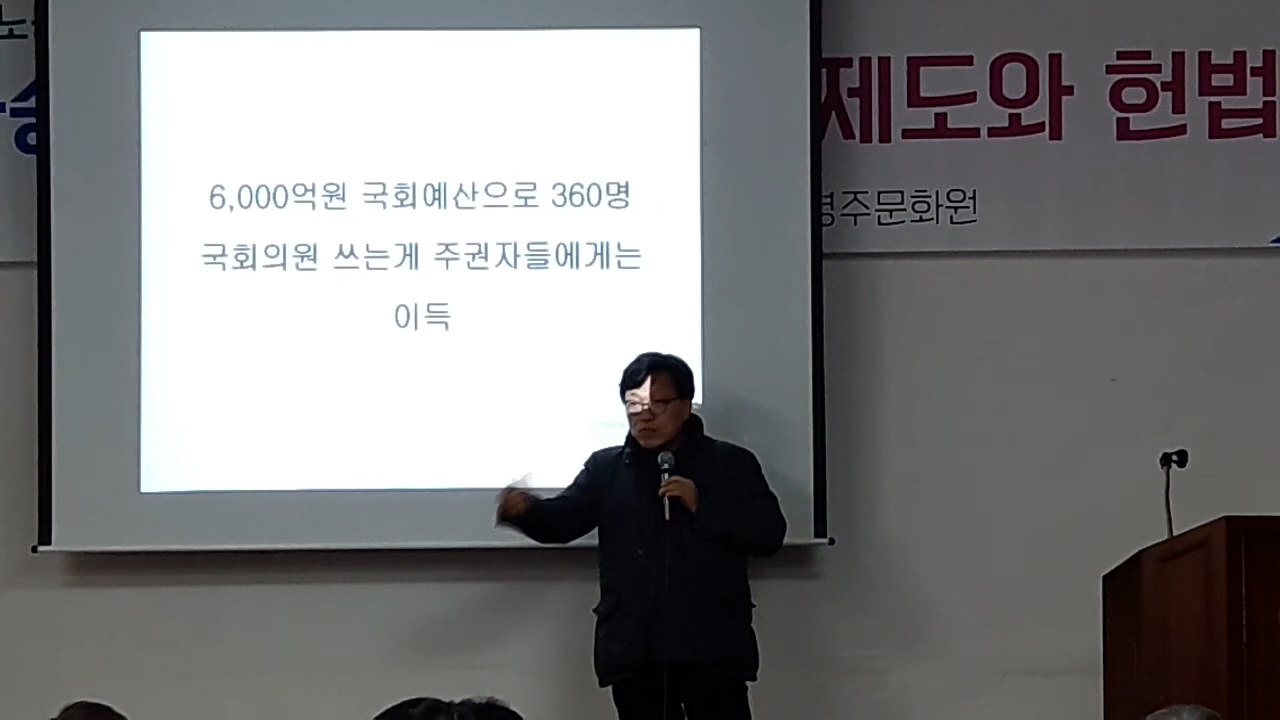 제도와 헌법
경주문화원
6,000억원 국회예산으로 360명
국회의원 쓰는게 주권자들에게는
이득